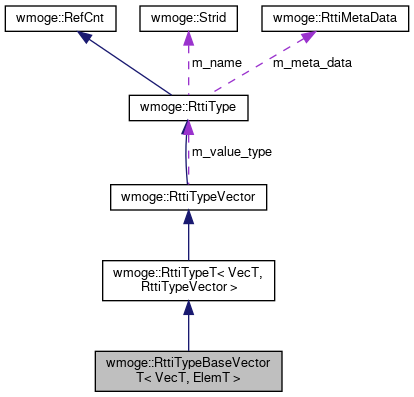 wmoge::RefCnt
wmoge::Strid
wmoge::RttiMetaData
m_name
m_meta_data
wmoge::RttiType
m_value_type
wmoge::RttiTypeVector
wmoge::RttiTypeT< VecT,
RttiTypeVector >
wmoge::RttiTypeBaseVector
T< VecT, ElemT >